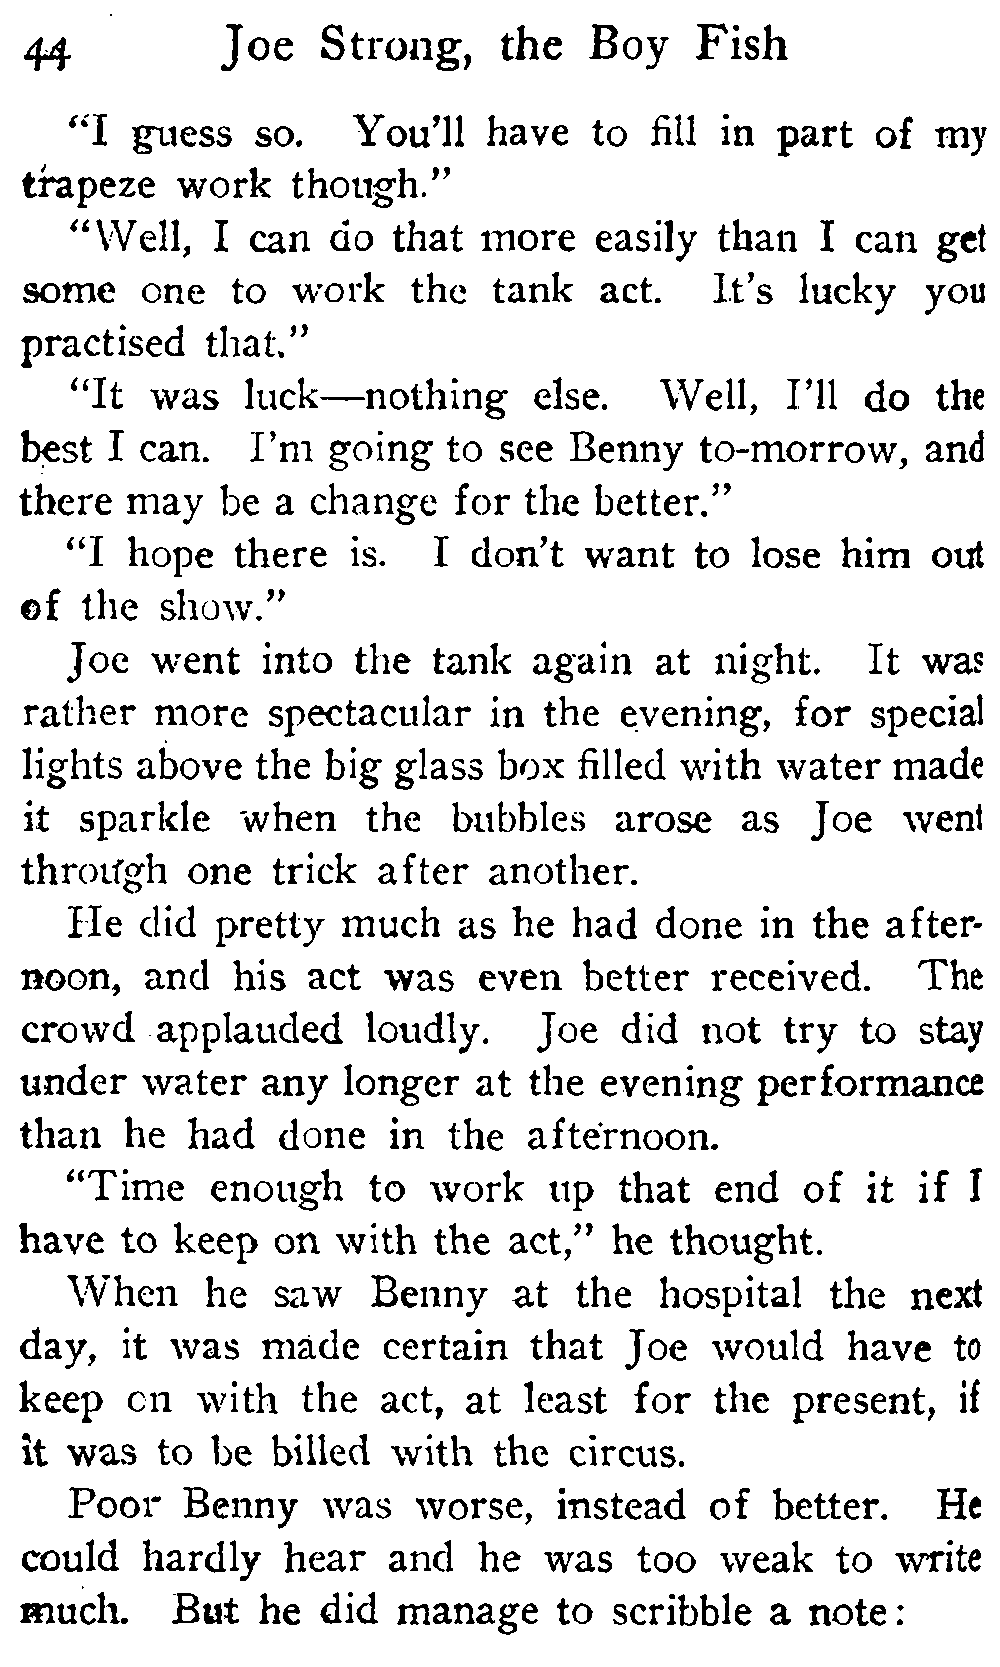 44 Joe Strong, the Boy Fish
"I guess so. You'll have to fill in part of my
trapeze work though."
"Well, I can do that more easily than I can get
some one to work the tank act. It's lucky you
practised that."
"It was luck—nothing else. Well, I'll do the
best I can. I'm going to see Benny to-morrow, and
there may be a change for the better."
"I hope there is. I don't want to lose him out
of the show."
Joe went into the tank again at night. It was
rather more spectacular in the evening, for special
lights above the big glass box filled with water made
it sparkle when the bubbles arose as Joe went
through one trick after another.
He did pretty much as he had done in the after-
noon, and his act was even better received. The
crowd applauded loudly. Joe did not try to stay
under water any longer at the evening performance
than he had done in the afternoon.
"Time enough to work up that end of it if I
have to keep on with the act," he thought.
When he saw Benny at the hospital the next
day, it was made certain that Joe would have to
keep on with the act, at least for the present, if
it was to be billed with the circus.
Poor Benny was worse, instead of better. He
could hardly hear and he was too weak to write
much. But he did manage to scribble a note: